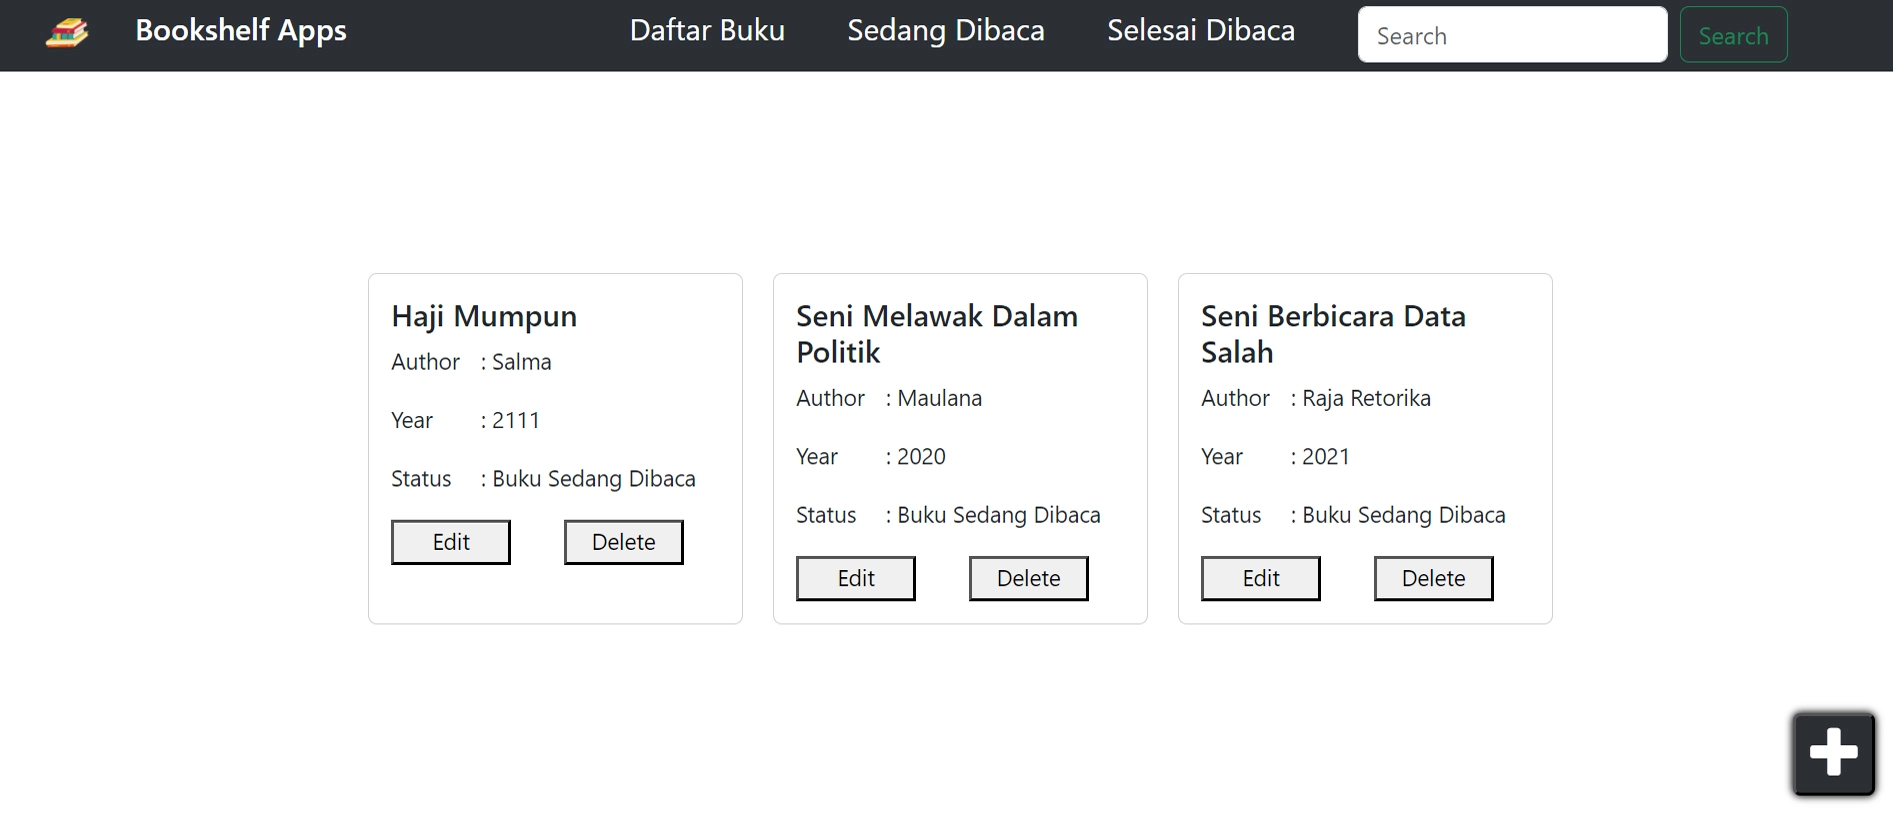 Bookshelf Apps
Daftar Buku
Sedang Dibaca
Selesai Dibaca
Search
Search
Haji Mumpun
Author : Salma
Year : 2111
Status : Buku Sedang Dibaca
Edit
Delete
Seni Melawak Dalam
Politik
Author : Maulana
Year : 2020
Status : Buku Sedang Dibaca
Edit
Delete
Seni Berbicara Data
Salah
Author : Raja Retorika
Year : 2021
Status : Buku Sedang Dibaca
Edit
Delete